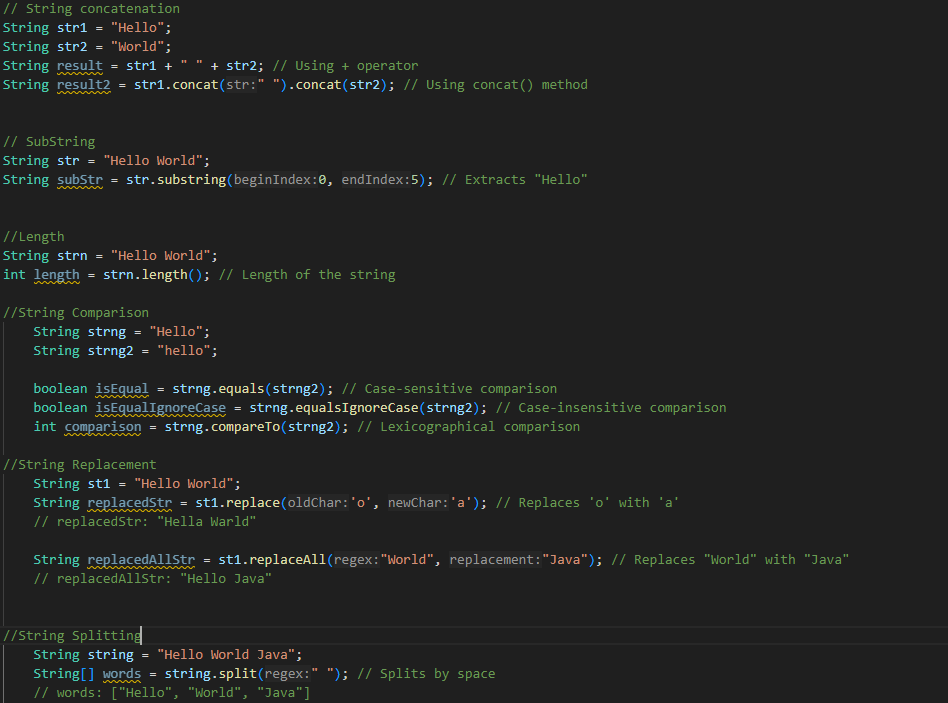 // String concatenation
String str1 = "Hello";
String str2 = "World";
String result = str1 + " " + str2; // Using + operator
String result2 = str1.concat(str:" ").concat(str2); // Using concat() method
// SubString
String str = "Hello World";
String subStr = str.substring(beginIndex:0, endIndex:5); // Extracts "Hello"
//Length
String strn = "Hello World";
int length = strn.length(); // Length of the string
//String Comparison
String strng = "Hello";
String strng2 = "hello";
boolean isEqual = strng.equals(strng2); // Case-sensitive comparison
boolean isEqualIgnoreCase = strng.equalsIgnoreCase(strng2); // Case-insensitive comparison
int comparison = strng.compareTo(strng2); // Lexicographical comparison
//String Replacement
String st1 = "Hello World";
String replacedStr = st1.replace(oldChar:'o', newChar:'a'); // Replaces 'o' with 'a'
// replacedStr: "Hella Warld"
String replacedAllStr = st1.replaceAll(regex:"World", replacement:"Java"); // Replaces "World" with "Java"
// replacedAllStr: "Hello Java"
//String Splitting
String string = "Hello World Java";
String[] words = string.split(regex:" "); // Splits by space
// words: ["Hello", "World", "Java"]